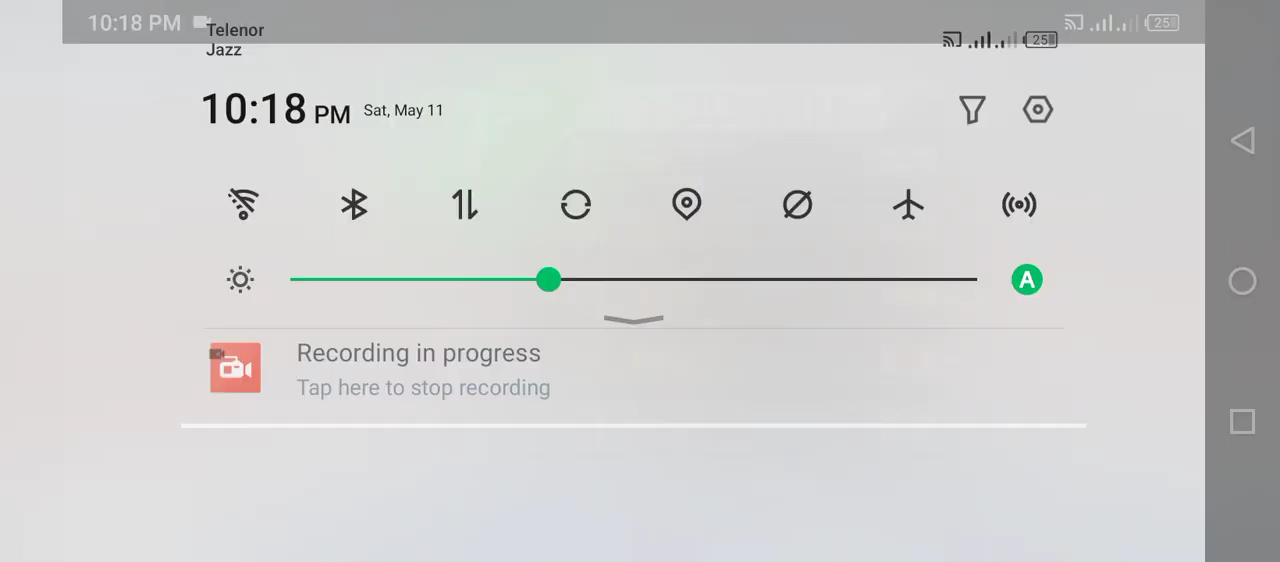 10:18 PM
25
Telenor
Jazz
25
10:18 PM Sat, May 11
A
Recording in progress
Tap here to stop recording